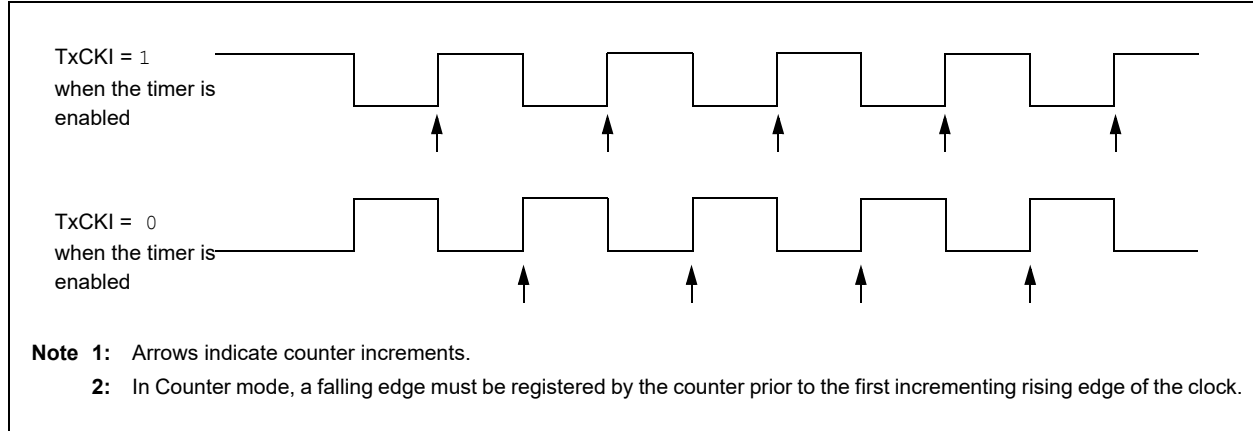 TxCKI = 1
when the timer is
enabled
TxCKI = 0
when the timer is
enabled
Note 1: Arrows indicate counter increments.
2: In Counter mode, a falling edge must be registered by the counter prior to the first incrementing rising edge of the clock.